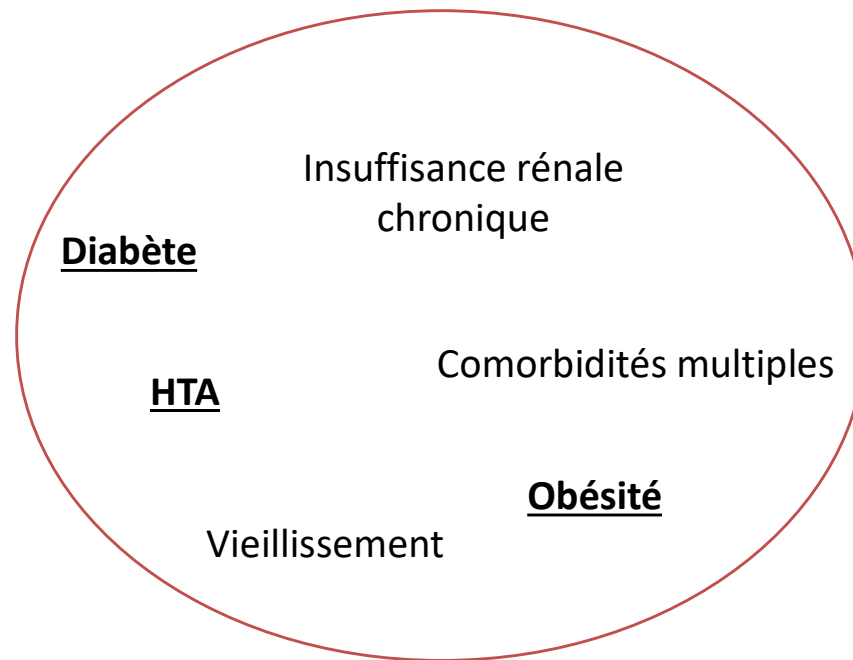 Insuffisance rénale
chronique
Diabète
Comorbidités multiples
HTA
Obésité
Vieillissement